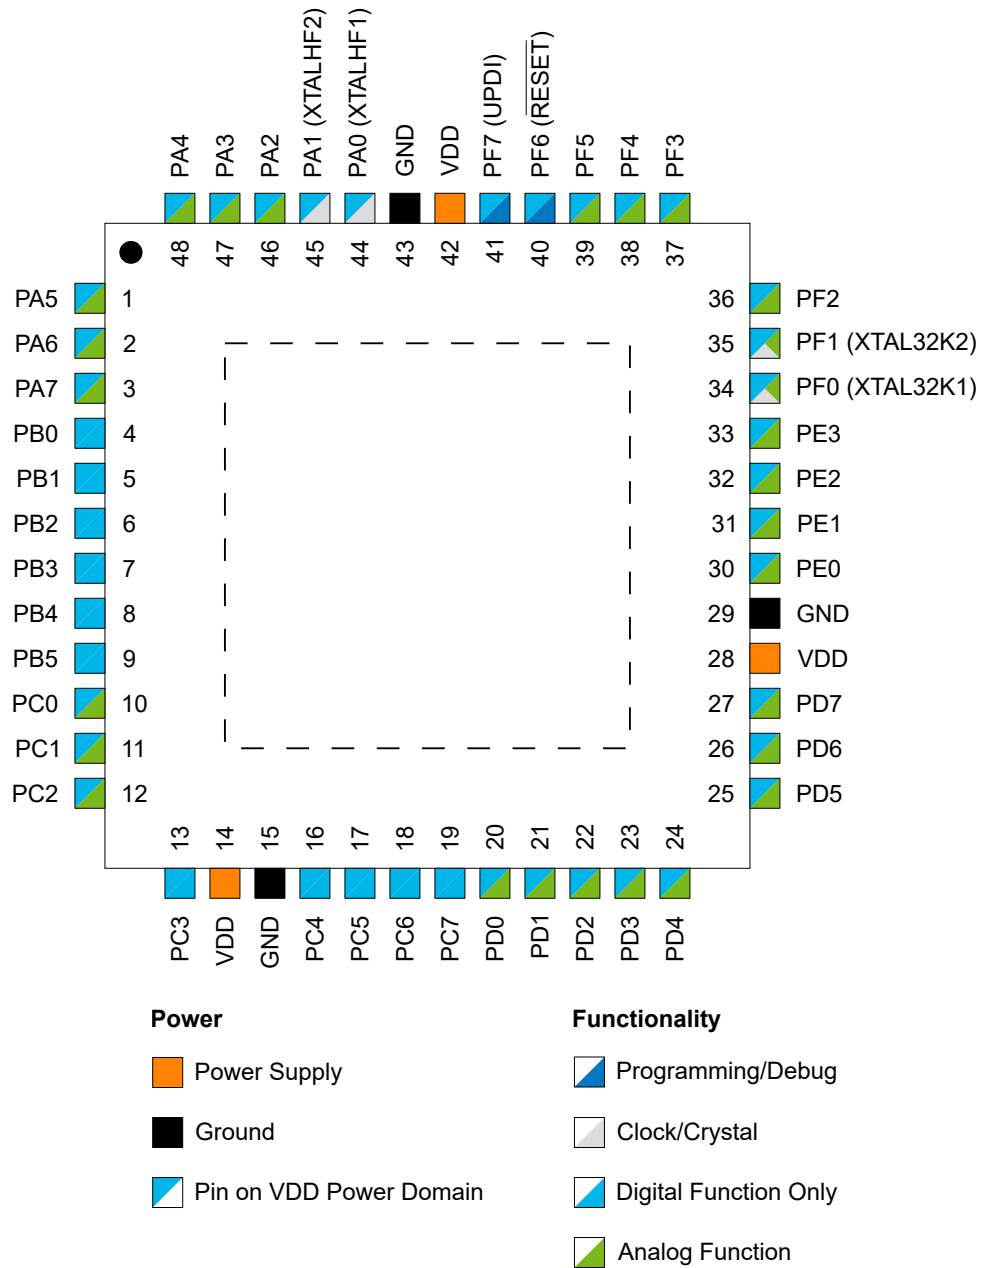 PA4
PA3
PA2
PA1 (XTALHF2)
PA0 (XTALHF1)
GND
VDD
PF7 (UPDI)
PF6 (RESET)
PF5
PF4
PF3
48
47
46
45
44
43
42
41
40
39
38
37
PA5 1
PA6 2
PA7 3
PB0 4
PB1 5
PB2 6
PB3 7
PB4 8
PB5 9
PC0 10
PC1 11
PC2 12
36 PF2
35 PF1 (XTAL32K2)
34 PF0 (XTAL32K1)
33 PE3
32 PE2
31 PE1
30 PE0
29 GND
28 VDD
27 PD7
26 PD6
25 PD5
13
14
15
16
17
18
19
20
21
22
23
24
PC3
VDD
GND
PC4
PC5
PC6
PC7
PD0
PD1
PD2
PD3
PD4
Power
Power Supply
Ground
Pin on VDD Power Domain
Functionality
Programming/Debug
Clock/Crystal
Digital Function Only
Analog Function